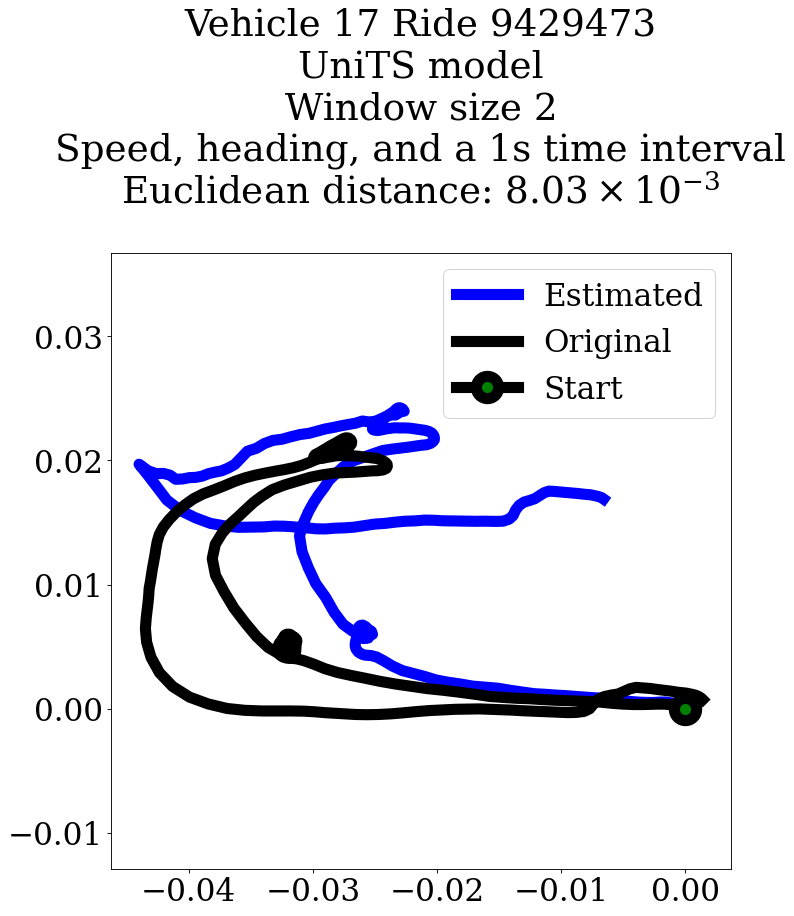 Vehicle 17 Ride 9429473
UniTS model
Window size 2
Speed, heading, and a 1s time interval
Euclidean distance: 8.03 × 10⁻³
Estimated
Original
Start
0.03
0.02
0.01
0.00
−0.01
−0.04 −0.03 −0.02 −0.01 0.00